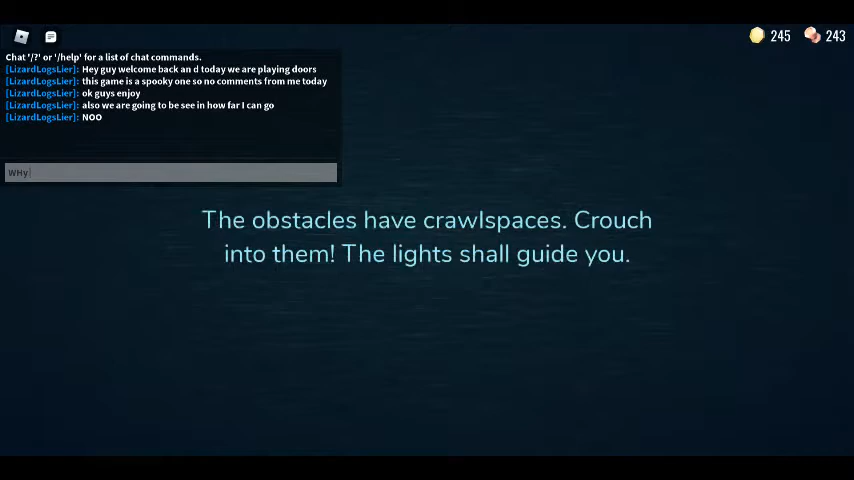 245 243
Chat '/?' or '/help' for a list of chat commands.
[LizardLogsLier]: Hey guy welcome back an d today we are playing doors
[LizardLogsLier]: this game is a spooky one so no comments from me today
[LizardLogsLier]: ok guys enjoy
[LizardLogsLier]: also we are going to be see in how far I can go
[LizardLogsLier]: NOO
WHy
The obstacles have crawlspaces. Crouch
into them! The lights shall guide you.